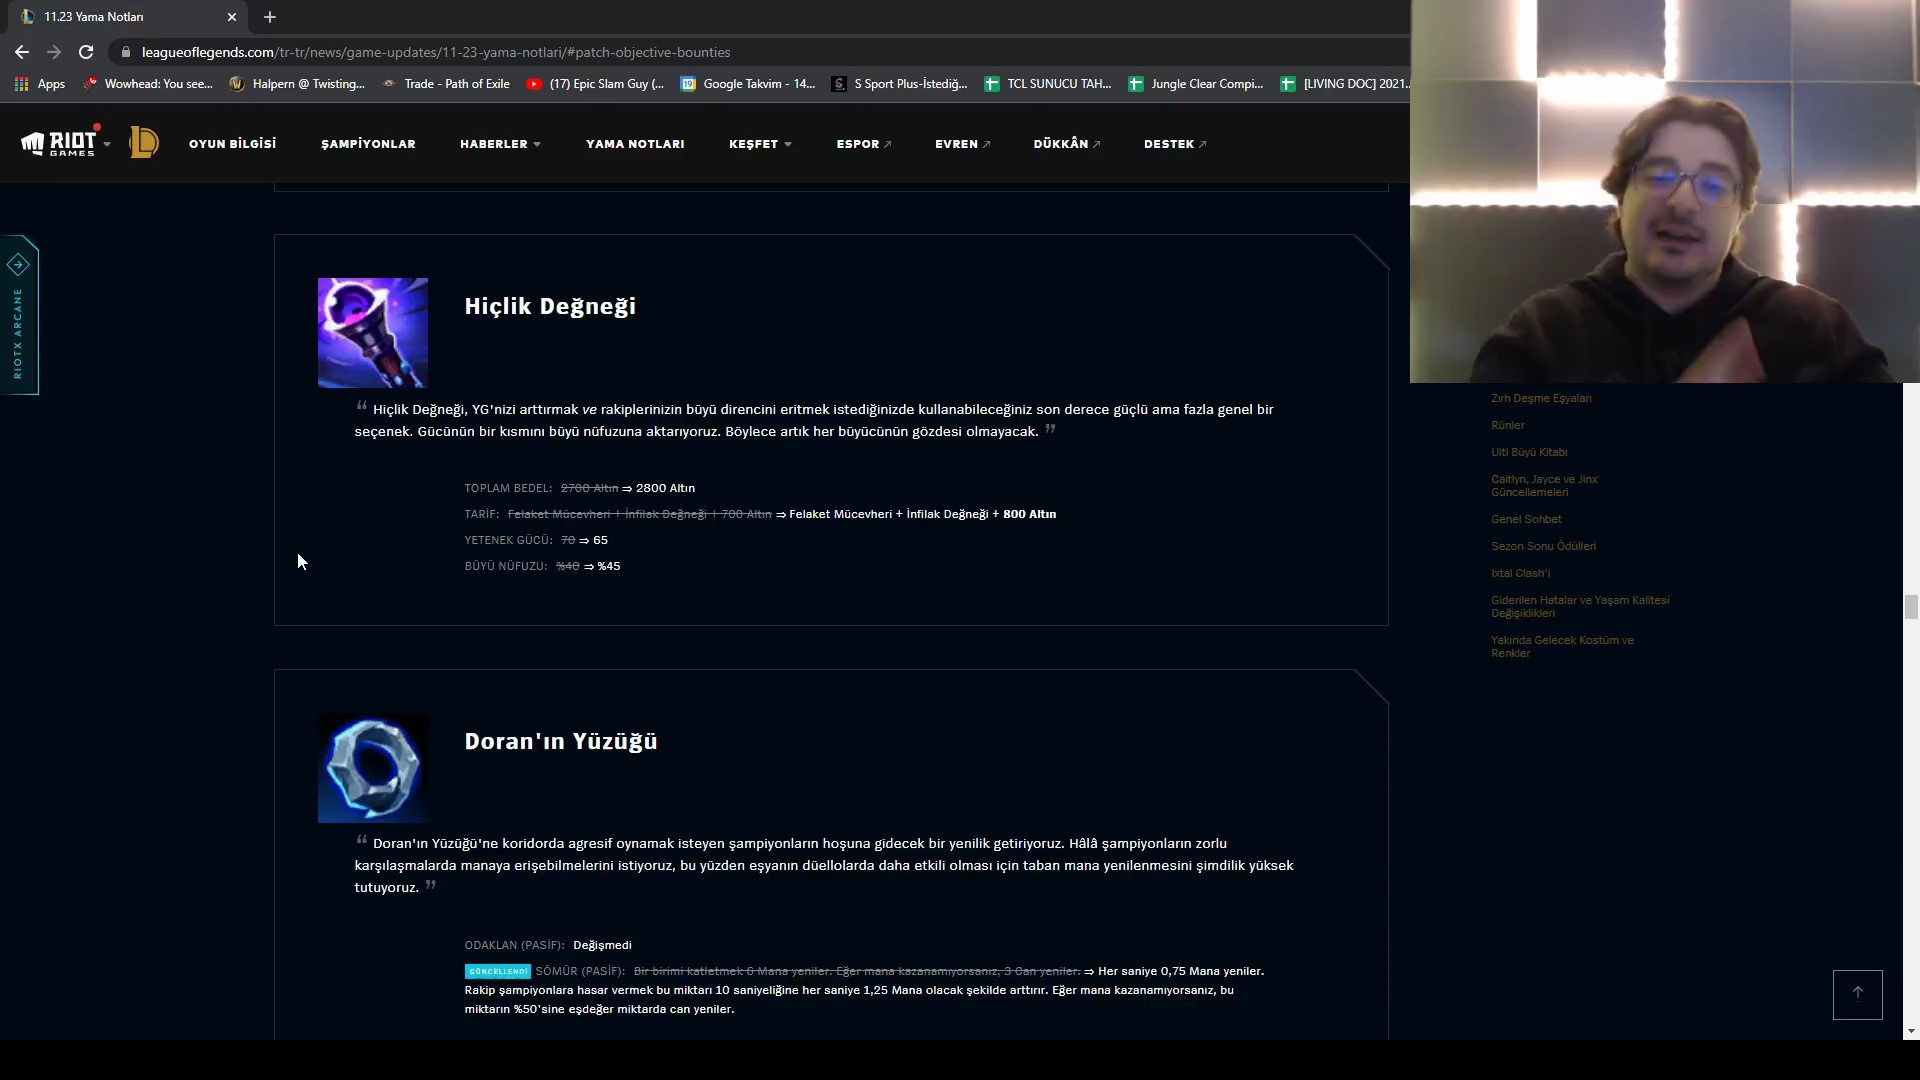 11.23 Yama Notları
leagueoflegends.com/tr-tr/news/game-updates/11-23-yama-notlari/#patch-objective-bounties
Apps
Wowhead: You see...
Halpern @ Twisting...
Trade - Path of Exile
(17) Epic Slam Guy (...
Google Takvim - 14...
S Sport Plus-İstediğ...
TCL SUNUCU TAH...
Jungle Clear Compi...
[LIVING DOC] 2021...
RIOT
GAMES
OYUN BİLGİSİ
ŞAMPİYONLAR
HABERLER
YAMA NOTLARI
KEŞFET
ESPOR
EVREN
DÜKKÂN
DESTEK
RIOTX ARCANE
Hiçlik Değneği
“ Hiçlik Değneği, YG'nizi arttırmak ve rakiplerinizin büyü direncini eritmek istediğinizde kullanabileceğiniz son derece güçlü ama fazla genel bir
seçenek. Gücünün bir kısmını büyü nüfuzuna aktarıyoruz. Böylece artık her büyücünün gözdesi olmayacak. ”
TOPLAM BEDEL: 2700 Altın ⇒ 2800 Altın
TARİF: Felaket Mücevheri + İnfilak Değneği + 700 Altın ⇒ Felaket Mücevheri + İnfilak Değneği + 800 Altın
YETENEK GÜCÜ: 70 ⇒ 65
BÜYÜ NÜFUZU: %40 ⇒ %45
Doran'ın Yüzüğü
“ Doran'ın Yüzüğü'ne koridorda agresif oynamak isteyen şampiyonların hoşuna gidecek bir yenilik getiriyoruz. Hâlâ şampiyonların zorlu
karşılaşmalarda manaya erişebilmelerini istiyoruz, bu yüzden eşyanın düellolarda daha etkili olması için taban mana yenilenmesini şimdilik yüksek
tutuyoruz. ”
ODAKLAN (PASİF): Değişmedi
GÜNCELLENDİ SÖMÜR (PASİF): Bir birimi katletmek 6 Mana yeniler. Eğer mana kazanamıyorsanız, 3 Can yeniler. ⇒ Her saniye 0,75 Mana yeniler.
Rakip şampiyonlara hasar vermek bu miktarı 10 saniyeliğine her saniye 1,25 Mana olacak şekilde arttırır. Eğer mana kazanamıyorsanız, bu
miktarın %50'sine eşdeğer miktarda can yeniler.
Zırh Deşme Eşyaları
Rünler
Ulti Büyü Kitabı
Caitlyn, Jayce ve Jinx
Güncellemeleri
Genel Sohbet
Sezon Sonu Ödülleri
Ixtal Clash'i
Giderilen Hatalar ve Yaşam Kalitesi
Değişiklikleri
Yakında Gelecek Kostüm ve
Renkler